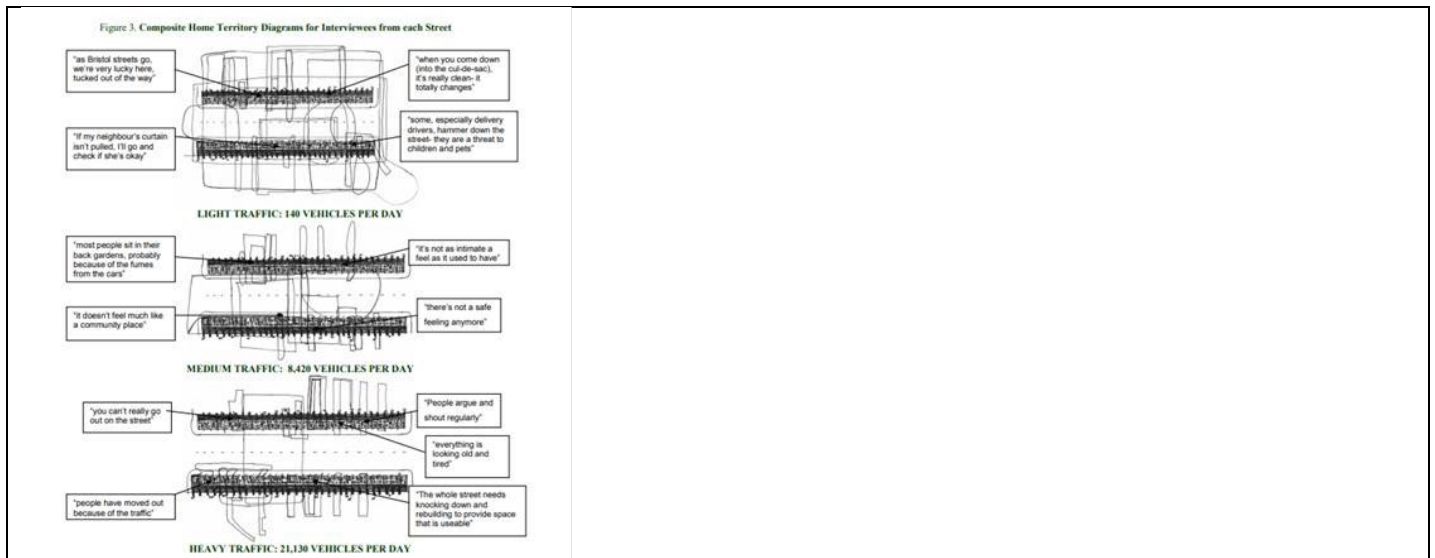 Figure 3. Composite Home Territory Diagrams for Interviewees from each Street
"as Bristol streets go,
we're very lucky here,
tucked out of the way"
"when you come down
(into the cul-de-sac),
it's really clean- it
totally changes"
"If my neighbour's curtain
isn't pulled, I'll go and
check if she's okay"
"some, especially delivery
drivers, hammer down the
street- they are a threat to
children and pets"
LIGHT TRAFFIC: 140 VEHICLES PER DAY
"most people sit in their
back gardens, probably
because of the fumes
from the cars"
"it's not as intimate a
feel as it used to have"
"it doesn't feel much like
a community place"
"there's not a safe
feeling anymore"
MEDIUM TRAFFIC: 8,420 VEHICLES PER DAY
"you can't really go
out on the street"
"People argue and
shout regularly"
"everything is
looking old and
tired"
"people have moved out
because of the traffic"
"The whole street needs
knocking down and
rebuilding to provide space
that is useable"
HEAVY TRAFFIC: 21,130 VEHICLES PER DAY